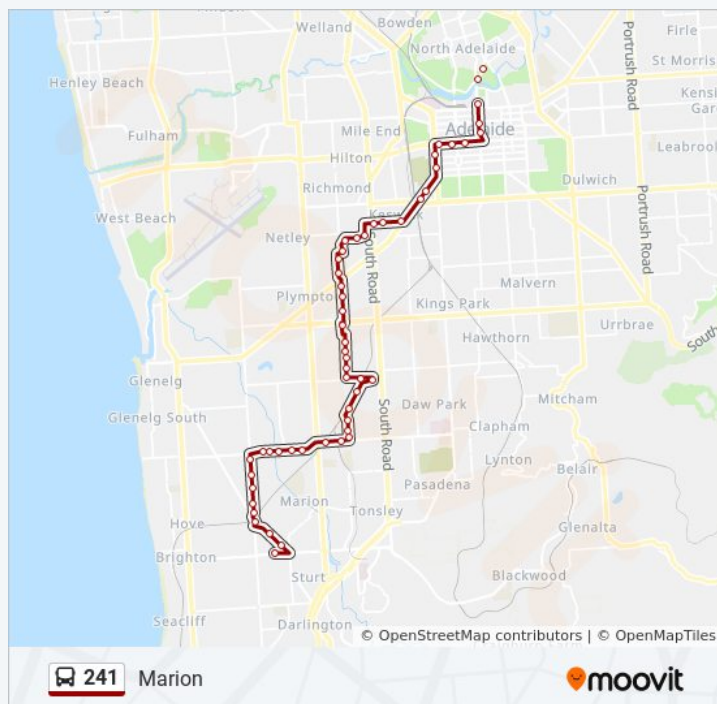 Bowden
Welland
Firle
North Adelaide
St Morris
Henley Beach
Kensi
Gar
Portrush Road
Mile End
Adelaide
Fulham
Leabrook
Hilton
Richmond
Dulwich
West Beach
Keswick
Netley
South Road
Portrush Road
Malvern
Plympton
Kings Park
Urrbrae
Hawthorn
South
Glenelg
Mitcham
Daw Park
Glenelg South
South Road
Clapham
Lynton
Belair
Pasadena
Marion
Tonsley
Hove
Glenalta
Brighton
Sturt
Blackwood
Seacliff
Darlington
© OpenStreetMap contributors | © OpenMapTiles
241 Marion
moovit